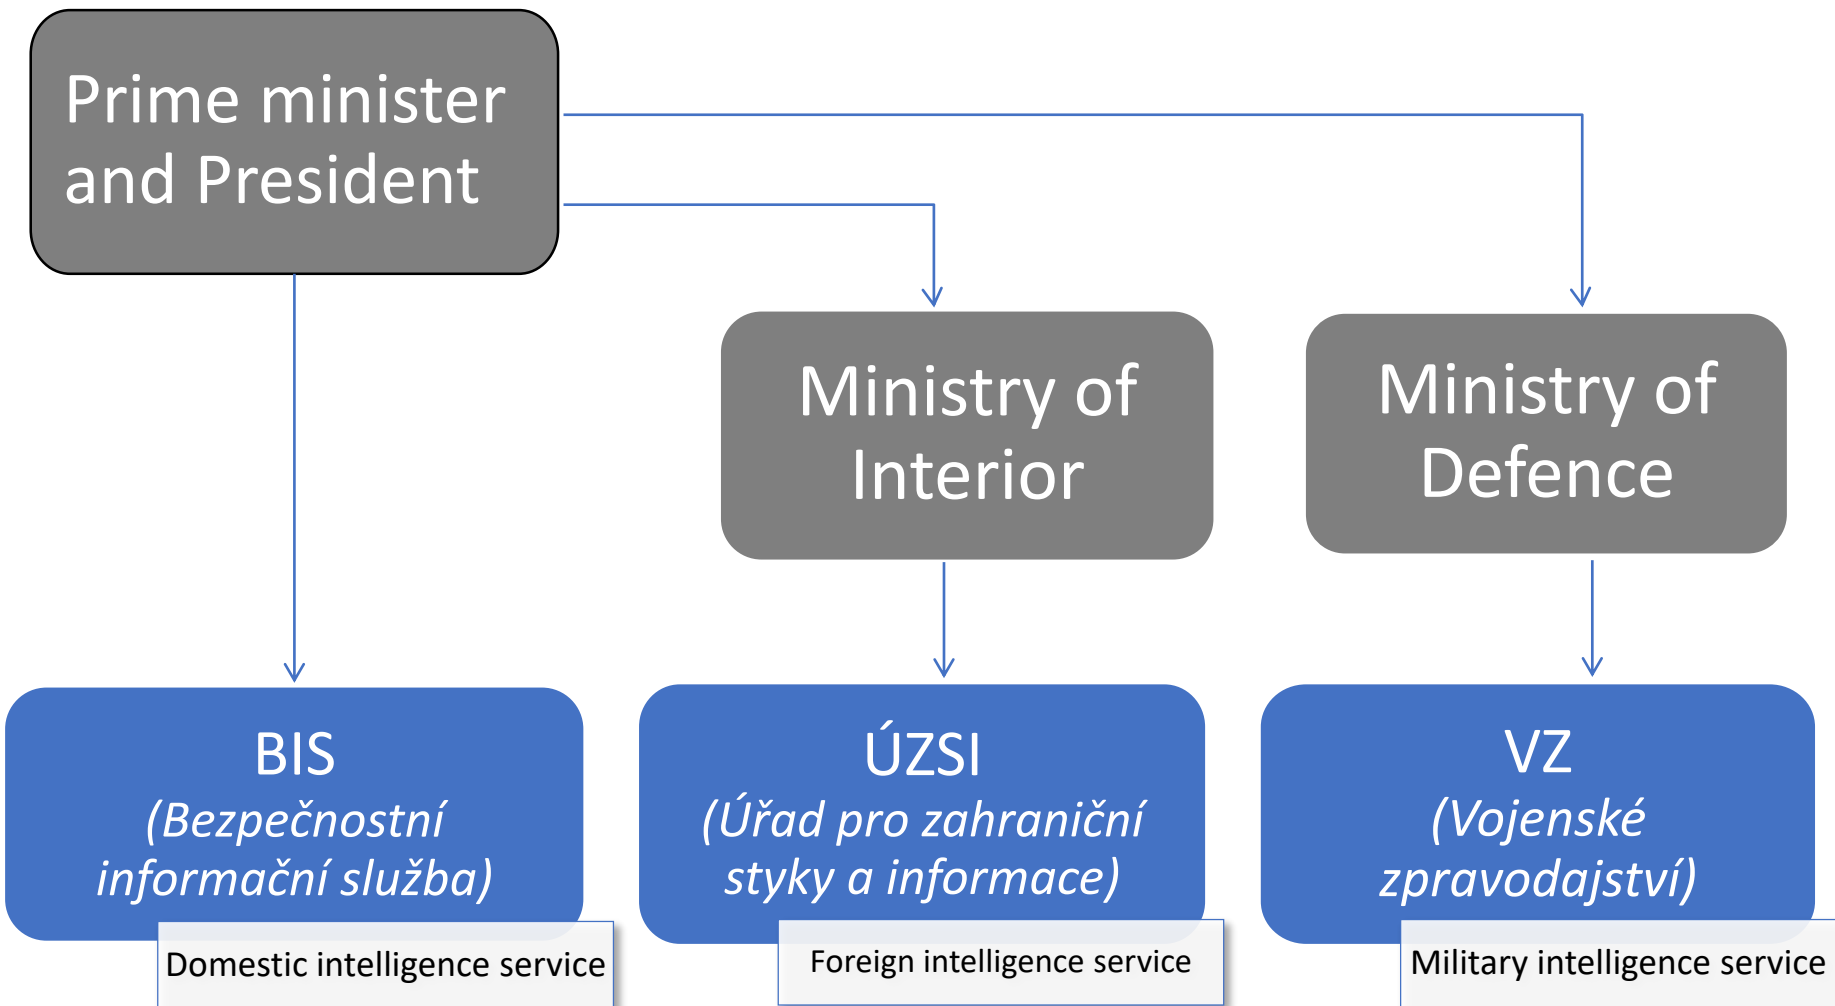 Prime minister
and President
Ministry of
Interior
Ministry of
Defence
BIS
(Bezpečnostní
informační služba)
Domestic intelligence service
ÚZSI
(Úřad pro zahraniční
styky a informace)
Foreign intelligence service
VZ
(Vojenské
zpravodajství)
Military intelligence service